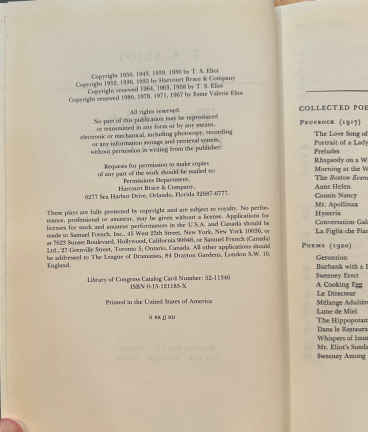 Copyright 1950, 1943, 1939, 1930 by T. S. Eliot
Copyright 1952, 1936, 1935 by Harcourt Brace & Company
Copyright renewed 1964, 1963, 1958 by T. S. Eliot
Copyright renewed 1980, 1978, 1971, 1967 by Esme Valerie Eliot
All rights reserved.
No part of this publication may be reproduced
or transmitted in any form or by any means,
electronic or mechanical, including photocopy, recording
or any information storage and retrieval system,
without permission in writing from the publisher.
Requests for permission to make copies
of any part of the work should be mailed to:
Permissions Department,
Harcourt Brace & Company,
6277 Sea Harbor Drive, Orlando, Florida 32887-6777.
These plays are fully protected by copyright and are subject to royalty. No perfor-
mance, professional or amateur, may be given without a license. Applications for
licenses for stock and amateur performances in the U.S.A. and Canada should be
made to Samuel French, Inc., 45 West 25th Street, New York, New York 10036, or
at 7623 Sunset Boulevard, Hollywood, California 90046, or Samuel French (Canada)
Ltd., 27 Grenville Street, Toronto 5, Ontario, Canada. All other applications should
be addressed to The League of Dramatists, 84 Drayton Gardens, London S.W. 10,
England.
Library of Congress Catalog Card Number: 52-11346
ISBN 0-15-121185-X
Printed in the United States of America
COLLECTED POE
PRUFROCK (1917)
The Love Song of
Portrait of a Lady
Preludes
Rhapsody on a W
Morning at the W
The Boston Even
Aunt Helen
Cousin Nancy
Mr. Apollinax
Hysteria
Conversation Gala
La Figlia che Pian
POEMS (1920)
Gerontion
Burbank with a B
Sweeney Erect
A Cooking Egg
Le Directeur
Mélange Adultère
Lune de Miel
The Hippopotam
Dans le Restaura
Whispers of Imm
Mr. Eliot's Sunda
Sweeney Among